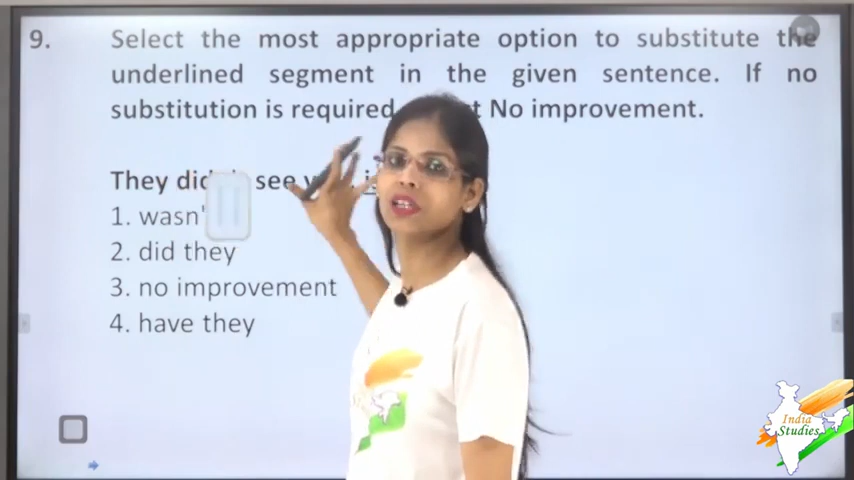 9. Select the most appropriate option to substitute the
underlined segment in the given sentence. If no
substitution is required No improvement.
They see
1. wasn'
2. did they
3. no improvement
4. have they
India
Studies